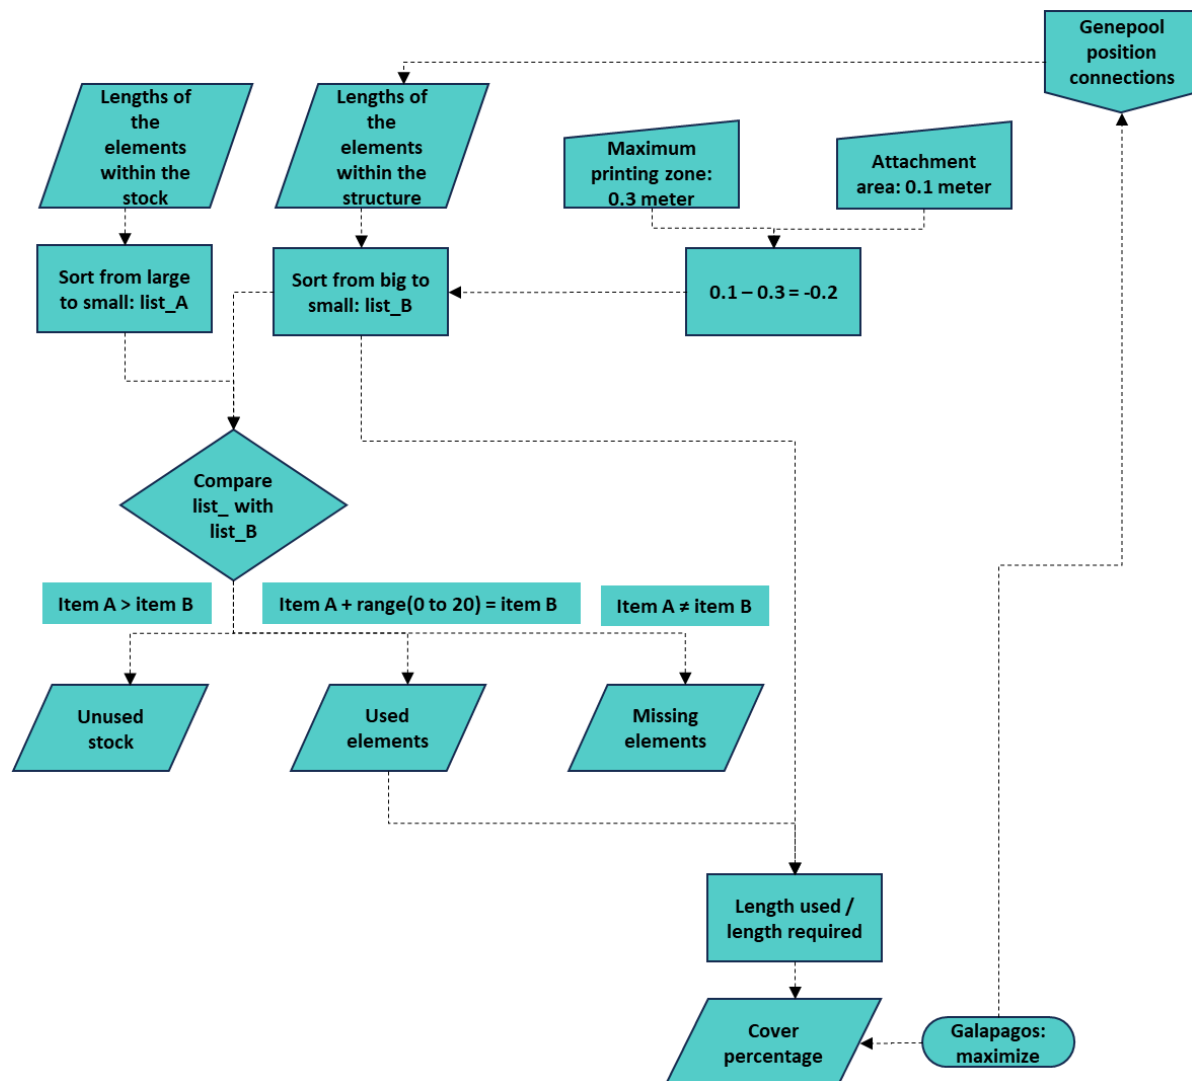 Genepool
position
connections
Lengths of
the
elements
within the
stock
Lengths of
the
elements
within the
structure
Maximum
printing zone:
0.3 meter
Attachment
area: 0.1 meter
Sort from large
to small: list_A
Sort from big to
small: list_B
0.1 – 0.3 = -0.2
Compare
list_ with
list_B
Item A > item B
Item A + range(0 to 20) = item B
Item A ≠ item B
Unused
stock
Used
elements
Missing
elements
Length used /
length required
Cover
percentage
Galapagos:
maximize